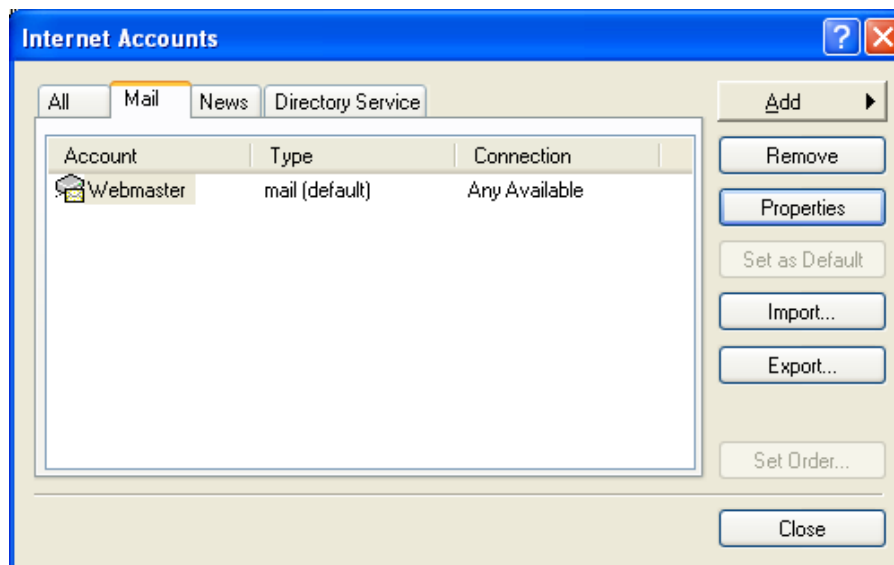 Internet Accounts
?
All Mail News Directory Service
Add
Account Type Connection
Remove
Webmaster mail (default) Any Available
Properties
Set as Default
Import...
Export...
Set Order...
Close